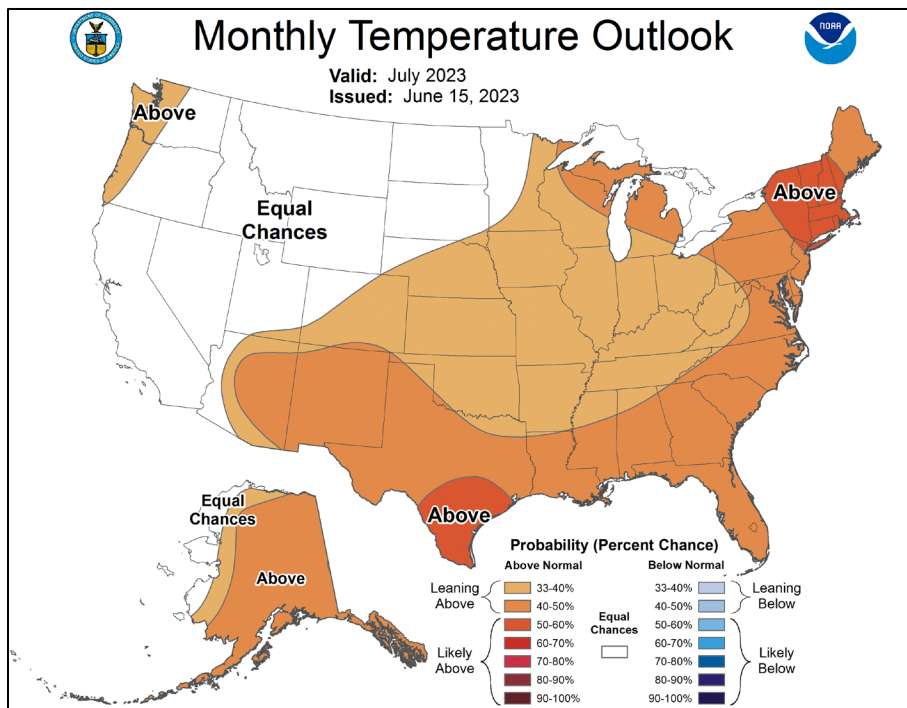 Monthly Temperature Outlook
NOAA
Valid: July 2023
Issued: June 15, 2023
Above
Above
Equal
Chances
Above
Equal
Chances
Above
Probability (Percent Chance)
Above Normal
Below Normal
Leaning
Above
33-40%
40-50%
Likely
Above
50-60%
60-70%
70-80%
80-90%
90-100%
Equal
Chances
33-40%
40-50%
Leaning
Below
50-60%
60-70%
70-80%
80-90%
90-100%
Likely
Below